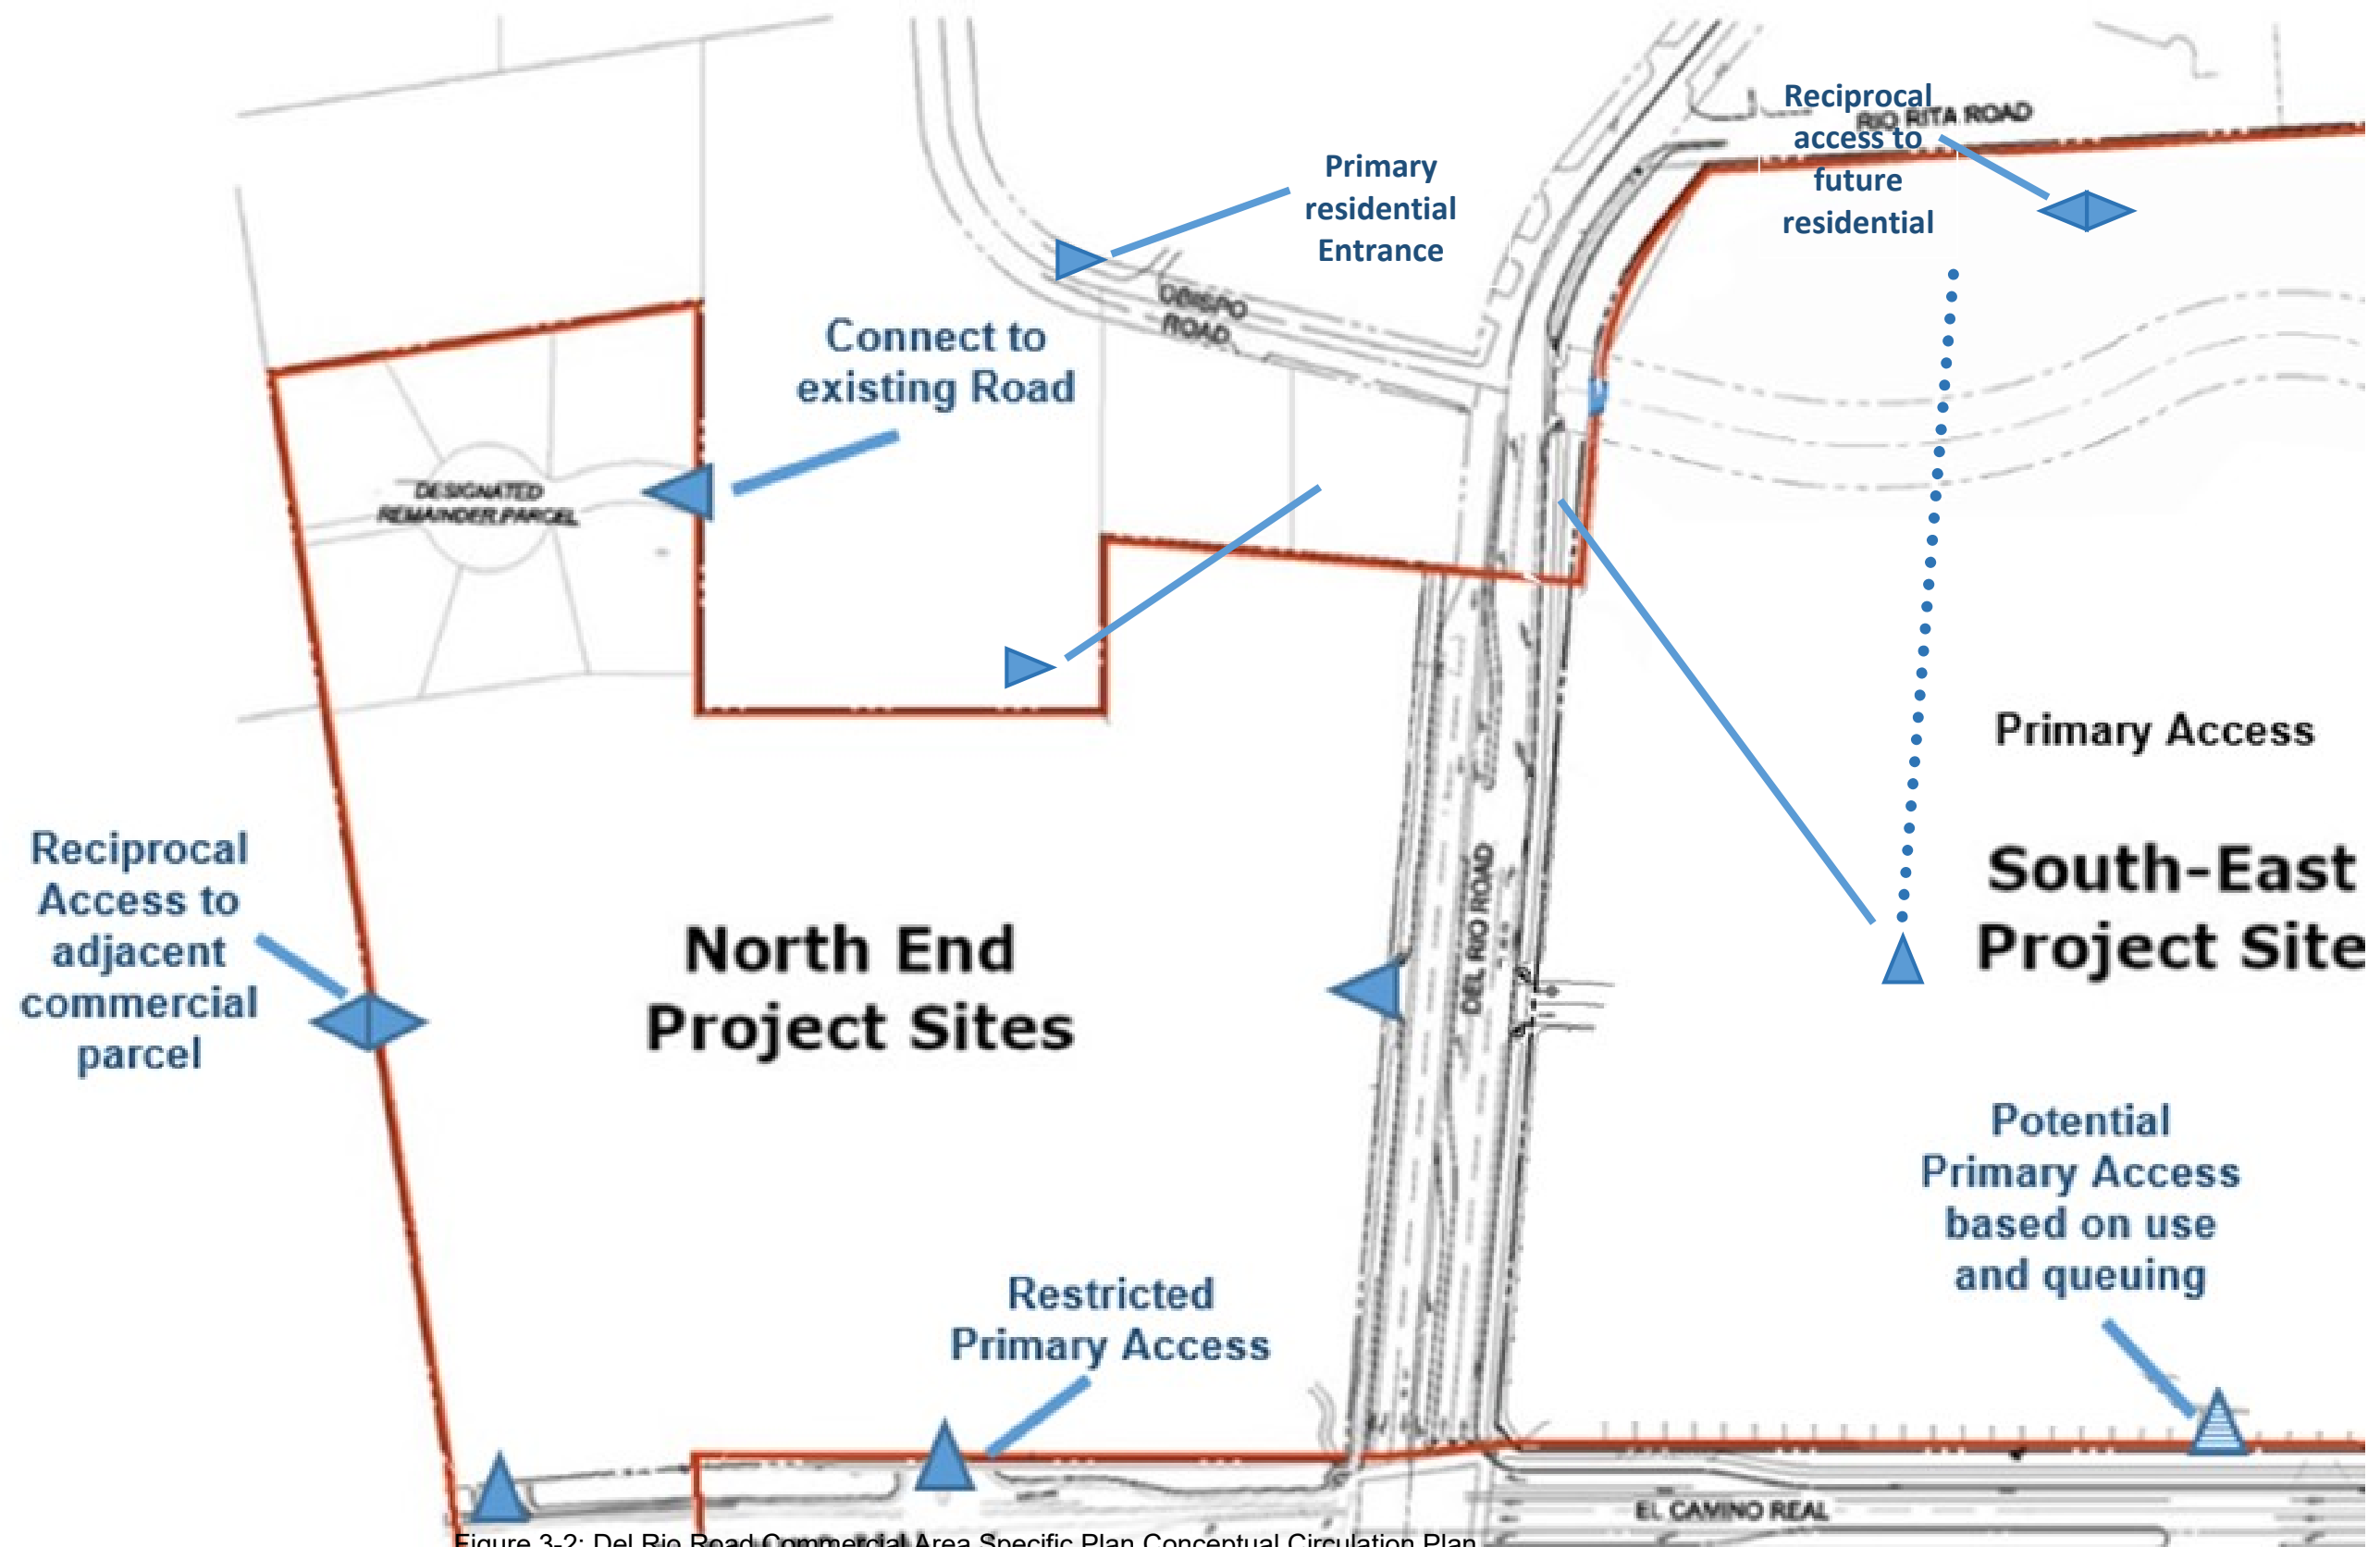 Reciprocal
access to
future
residential
RIO RITA ROAD
Primary
residential
Entrance
OBISPO
ROAD
Connect to
existing Road
DESIGNATED
REMAINDER PARCEL
Primary Access
South-East
Project Site
Reciprocal
Access to
adjacent
commercial
parcel
North End
Project Sites
DEL RIO ROAD
Potential
Primary Access
based on use
and queuing
Restricted
Primary Access
EL CAMINO REAL
Figure 3-2: Del Rio Road Commercial Area Specific Plan Conceptual Circulation Plan